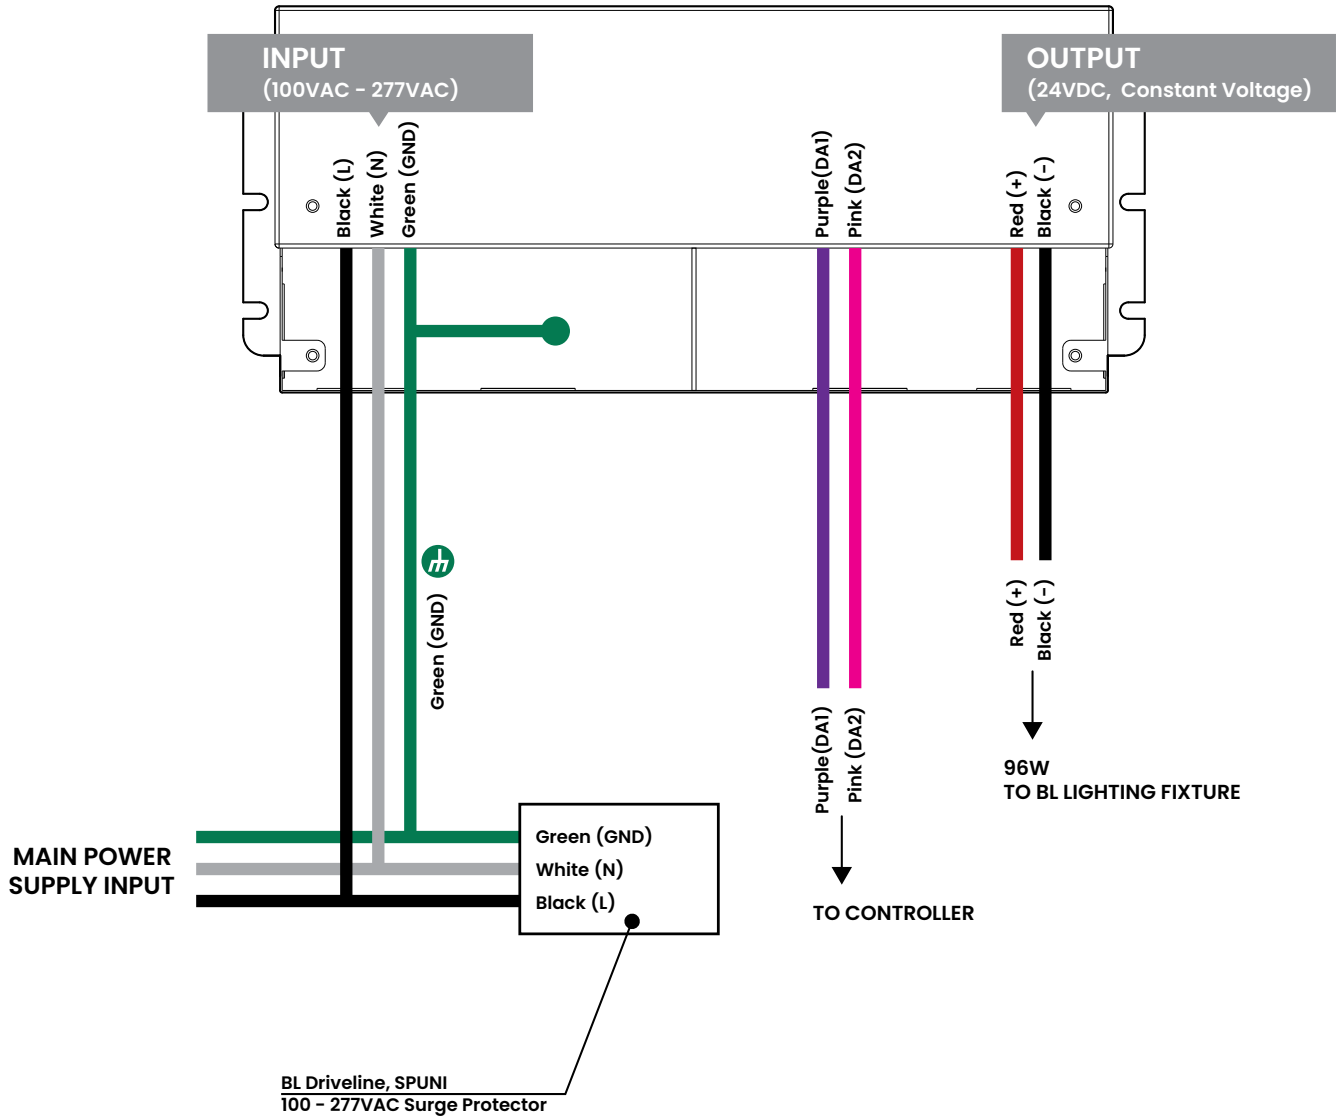 INPUT
(100VAC - 277VAC)
OUTPUT
(24VDC,  Constant Voltage)
Black (L)
White (N)
Green (GND)
Purple(DA1)
Pink (DA2)
Red (+)
Black (-)
Green (GND)
Red (+)
Black (-)
Purple(DA1)
Pink (DA2)
96W
TO BL LIGHTING FIXTURE
MAIN POWER
SUPPLY INPUT
Green (GND)
White (N)
Black (L)
TO CONTROLLER
BL Driveline, SPUNI
100 - 277VAC Surge Protector